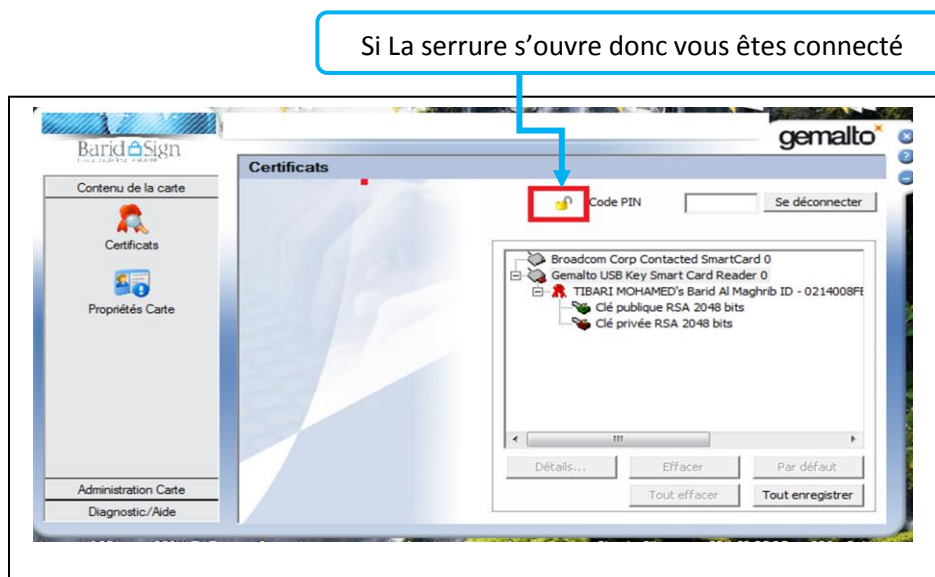 Si La serrure s’ouvre donc vous êtes connecté
gemalto
Barid Sign
Certificats
Contenu de la carte
Code PIN
Se déconnecter
Certificats
Propriétés Carte
Broadcom Corp Contacted SmartCard 0
Gemalto USB Key Smart Card Reader 0
TIBARI MOHAMED's Barid Al Maghrib ID - 0214008FE
Clé publique RSA 2048 bits
Clé privée RSA 2048 bits
Détails...
Effacer
Par défaut
Administration Carte
Tout effacer
Tout enregistrer
Diagnostic/Aide